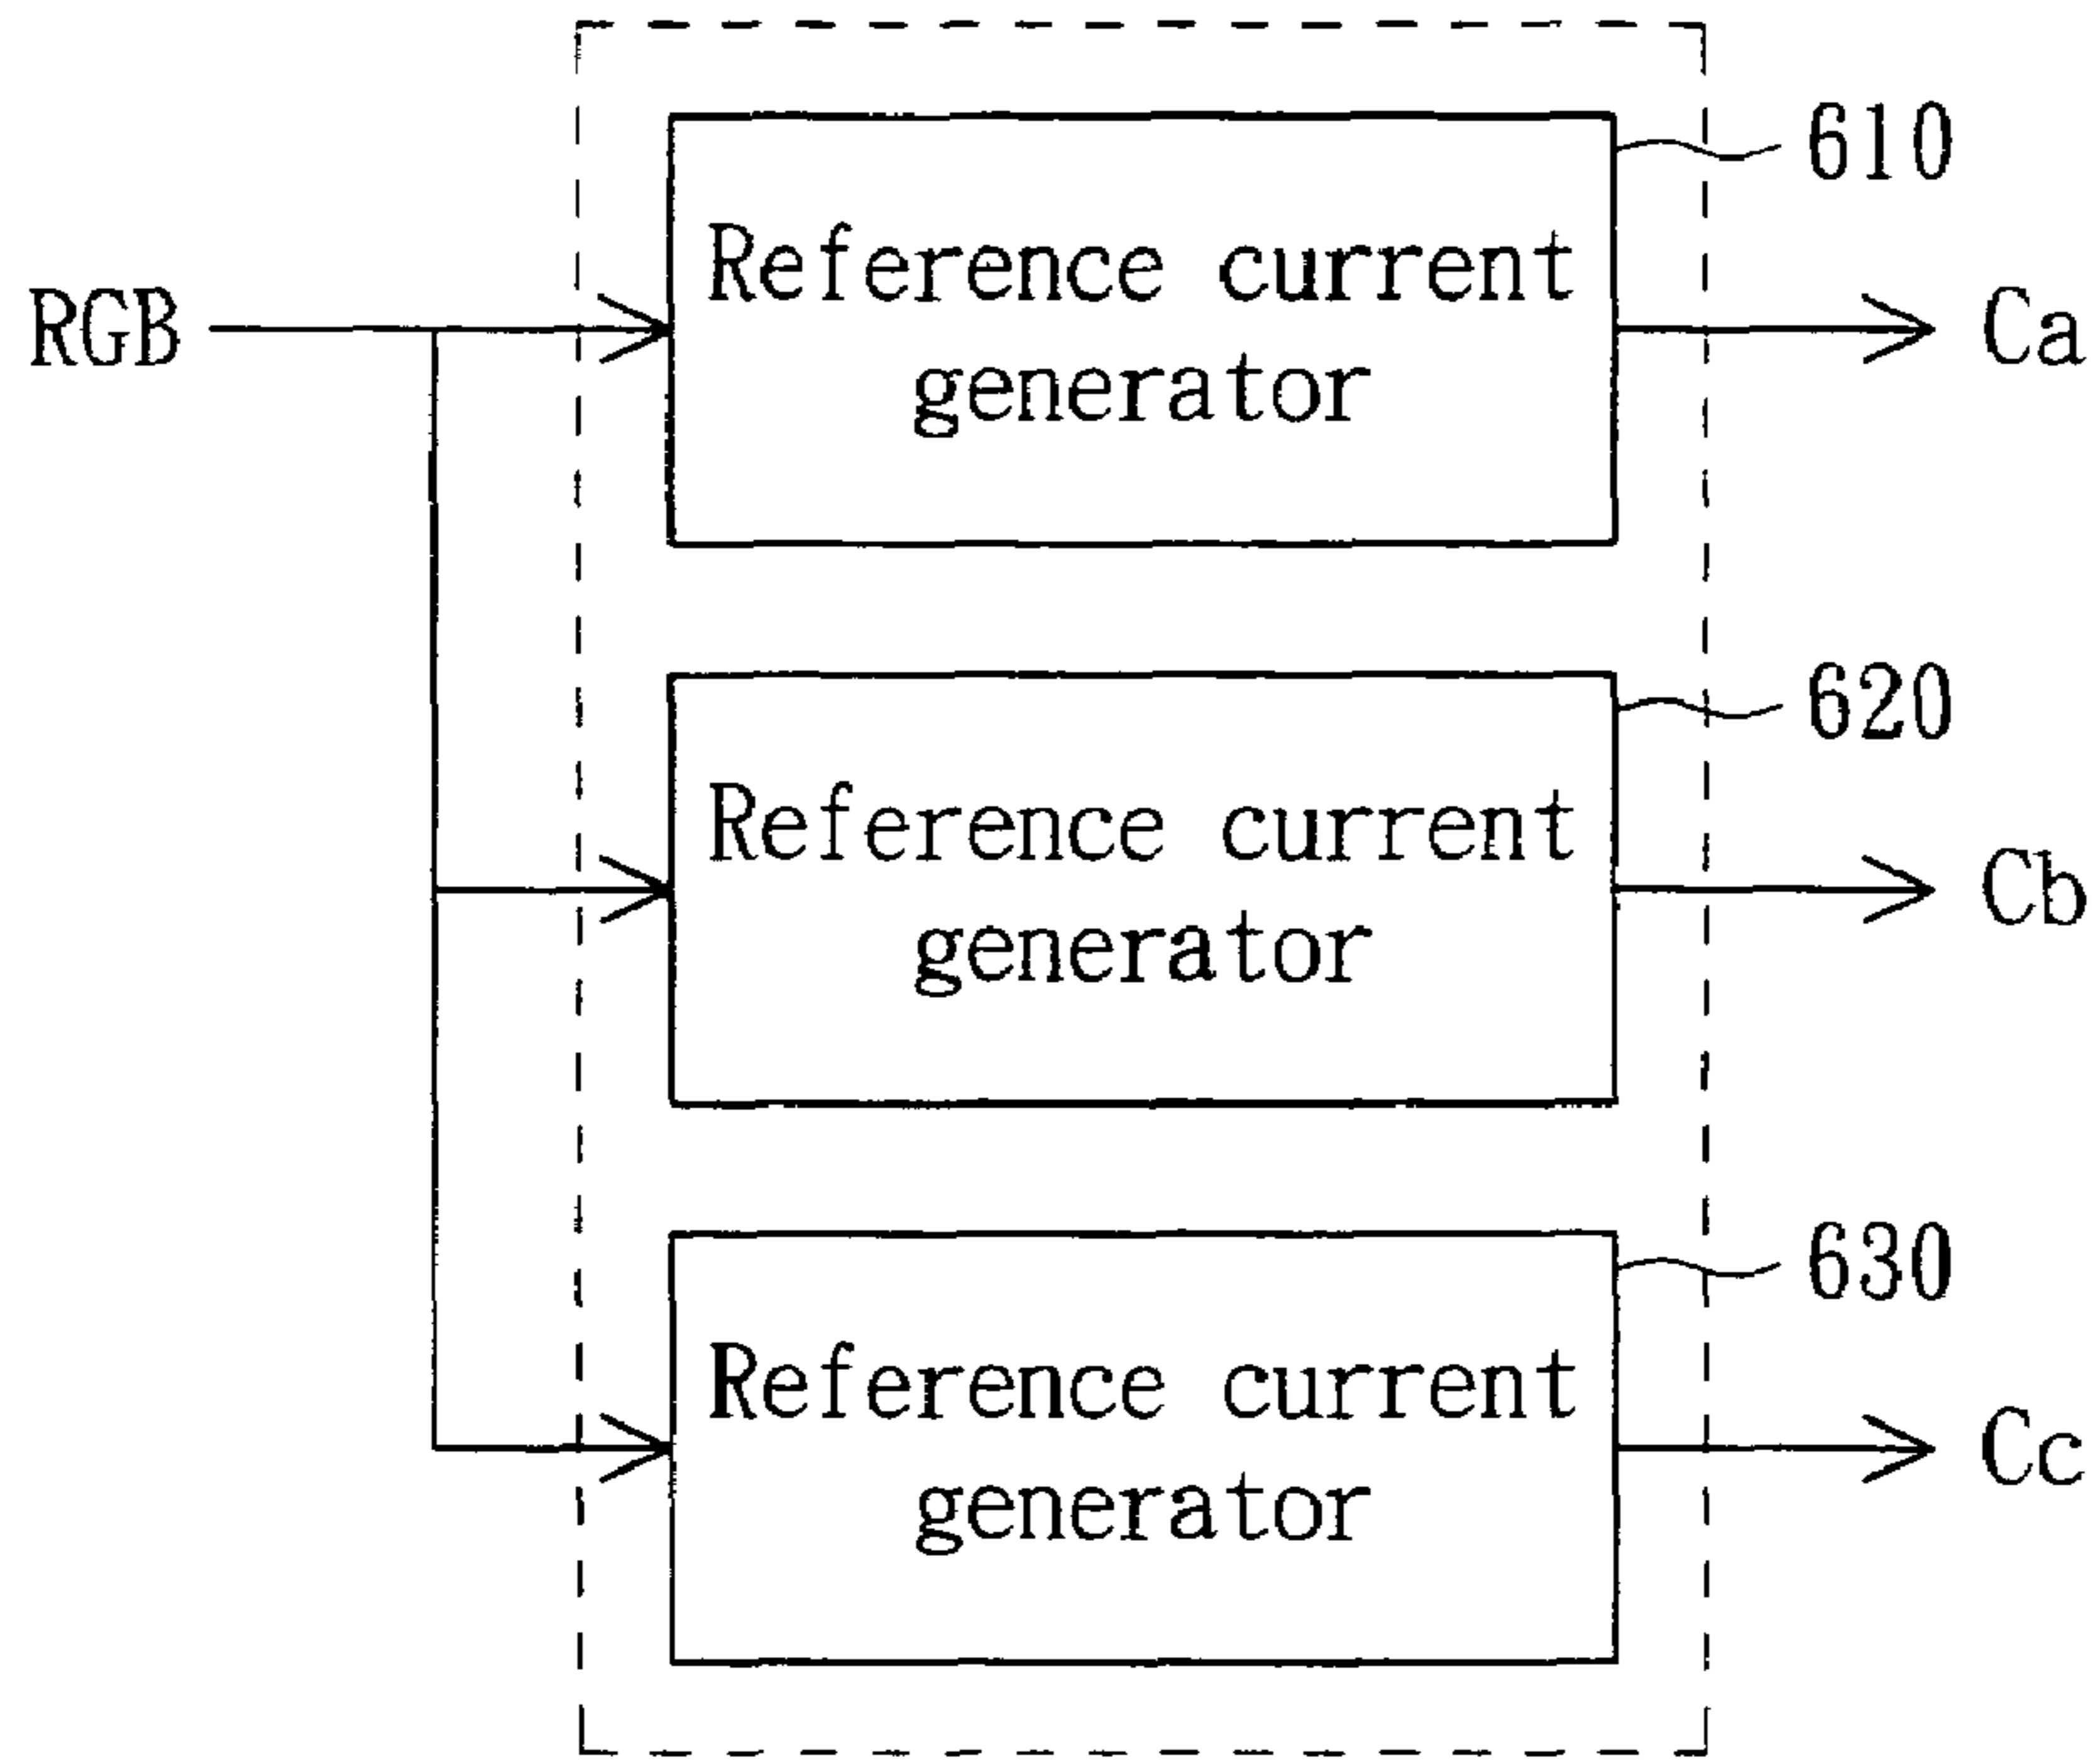 610
Reference current
generator
RGB
Ca
620
Reference current
generator
Cb
630
Reference current
generator
Cc